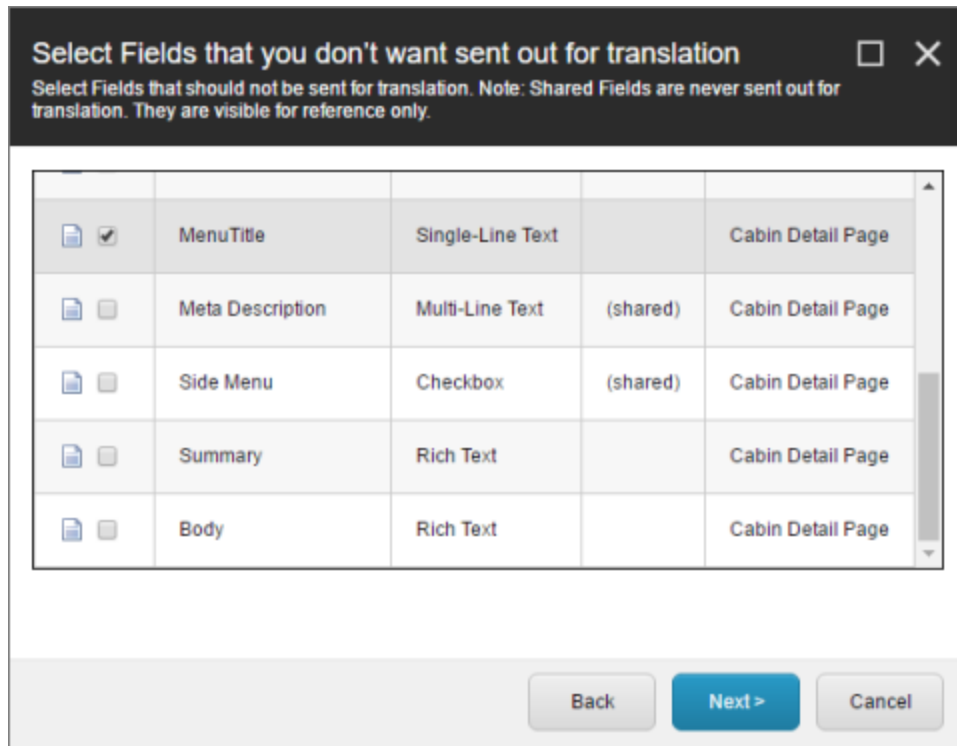 Select Fields that you don't want sent out for translation
Select Fields that should not be sent for translation. Note: Shared Fields are never sent out for
translation. They are visible for reference only.
MenuTitle Single-Line Text Cabin Detail Page
Meta Description Multi-Line Text (shared) Cabin Detail Page
Side Menu Checkbox (shared) Cabin Detail Page
Summary Rich Text Cabin Detail Page
Body Rich Text Cabin Detail Page
Back Next > Cancel